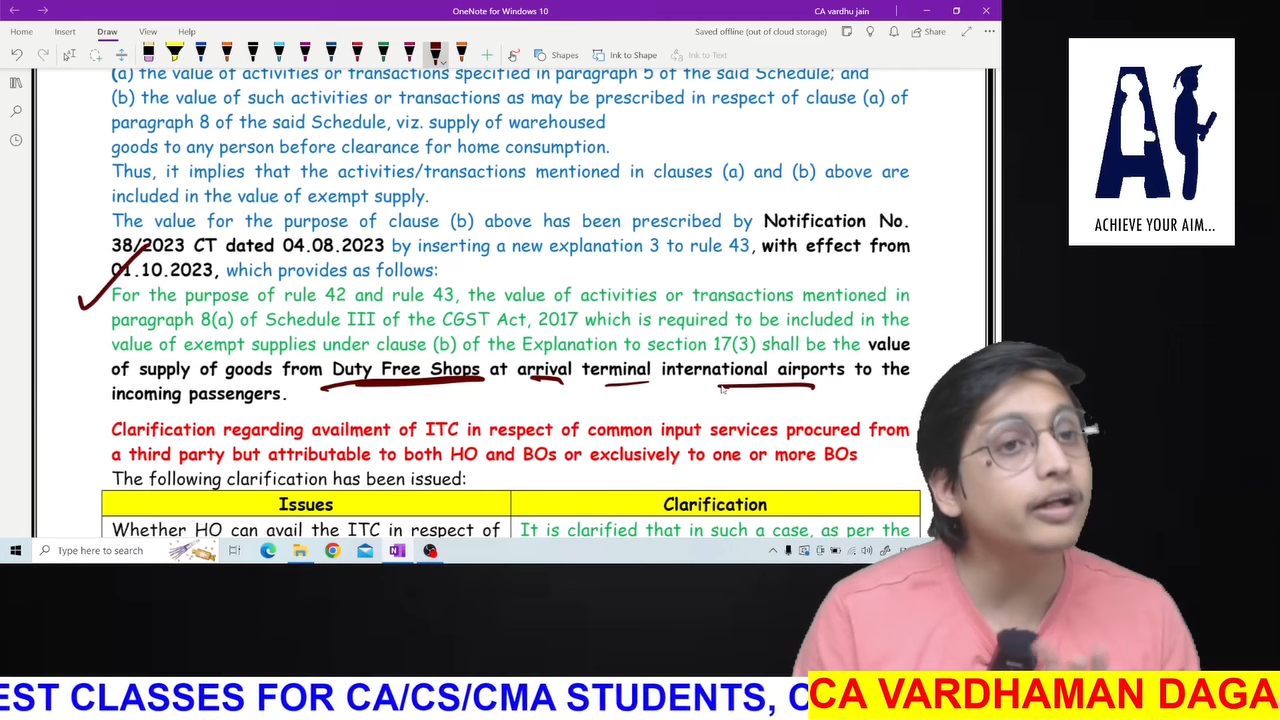 OneNote for Windows 10
CA vardhu jain
Home Insert Draw View Help
Saved offline (out of cloud storage)
Share
Shapes Ink to Shape Ink to Text
(a) the value of activities or transactions specified in paragraph 5 of the said Schedule; and
(b) the value of such activities or transactions as may be prescribed in respect of clause (a) of
paragraph 8 of the said Schedule, viz. supply of warehoused
goods to any person before clearance for home consumption.
Thus, it implies that the activities/transactions mentioned in clauses (a) and (b) above are
included in the value of exempt supply.
The value for the purpose of clause (b) above has been prescribed by Notification No.
38/2023 CT dated 04.08.2023 by inserting a new explanation 3 to rule 43, with effect from
01.10.2023, which provides as follows:
For the purpose of rule 42 and rule 43, the value of activities or transactions mentioned in
paragraph 8(a) of Schedule III of the CGST Act, 2017 which is required to be included in the
value of exempt supplies under clause (b) of the Explanation to section 17(3) shall be the value
of supply of goods from Duty Free Shops at arrival terminal international airports to the
incoming passengers.
Clarification regarding availment of ITC in respect of common input services procured from
a third party but attributable to both HO and BOs or exclusively to one or more BOs
The following clarification has been issued:
Issues Clarification
Whether HO can avail the ITC in respect of It is clarified that in such a case, as per the
Type here to search
A
ACHIEVE YOUR AIM...
EST CLASSES FOR CA/CS/CMA STUDENTS, C
CA VARDHAMAN DAGA